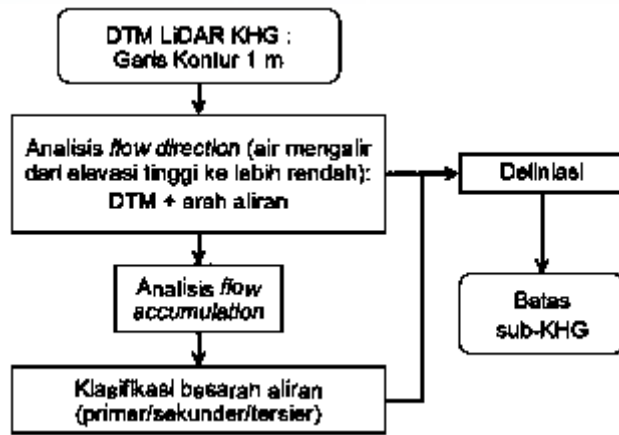 DTM LiDAR KHG :
Garis Kontur 1 m
Analisis flow direction (air mengalir
dari elevasi tinggi ke lebih rendah):
DTM + arah aliran
Deliniasi
Analisis flow
accumulation
Batas
sub-KHG
Klasifikasi besaran aliran
(primer/sekunder/tersier)